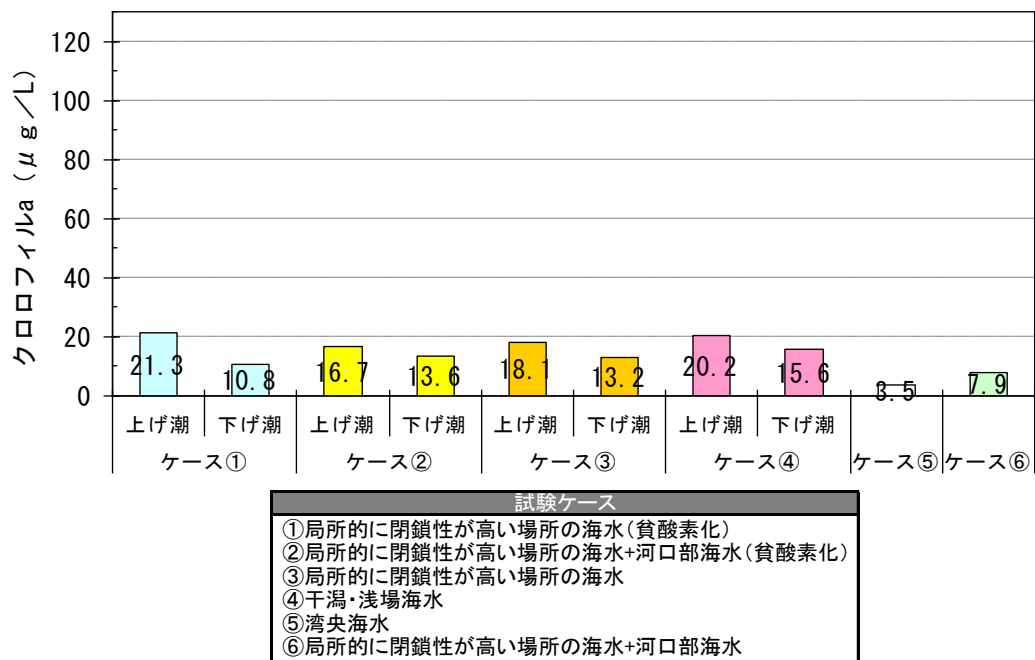 クロロフィルa（μg／L）
120
100
80
60
40
20
0
21.3 10.8 16.7 13.6 18.1 13.2 20.2 15.6 3.5 7.9
上げ潮 下げ潮 上げ潮 下げ潮 上げ潮 下げ潮 上げ潮 下げ潮
ケース① ケース② ケース③ ケース④ ケース⑤ ケース⑥
試験ケース
①局所的に閉鎖性が高い場所の海水（貧酸素化）
②局所的に閉鎖性が高い場所の海水+河口部海水（貧酸素化）
③局所的に閉鎖性が高い場所の海水
④干潟・浅場海水
⑤湾央海水
⑥局所的に閉鎖性が高い場所の海水+河口部海水